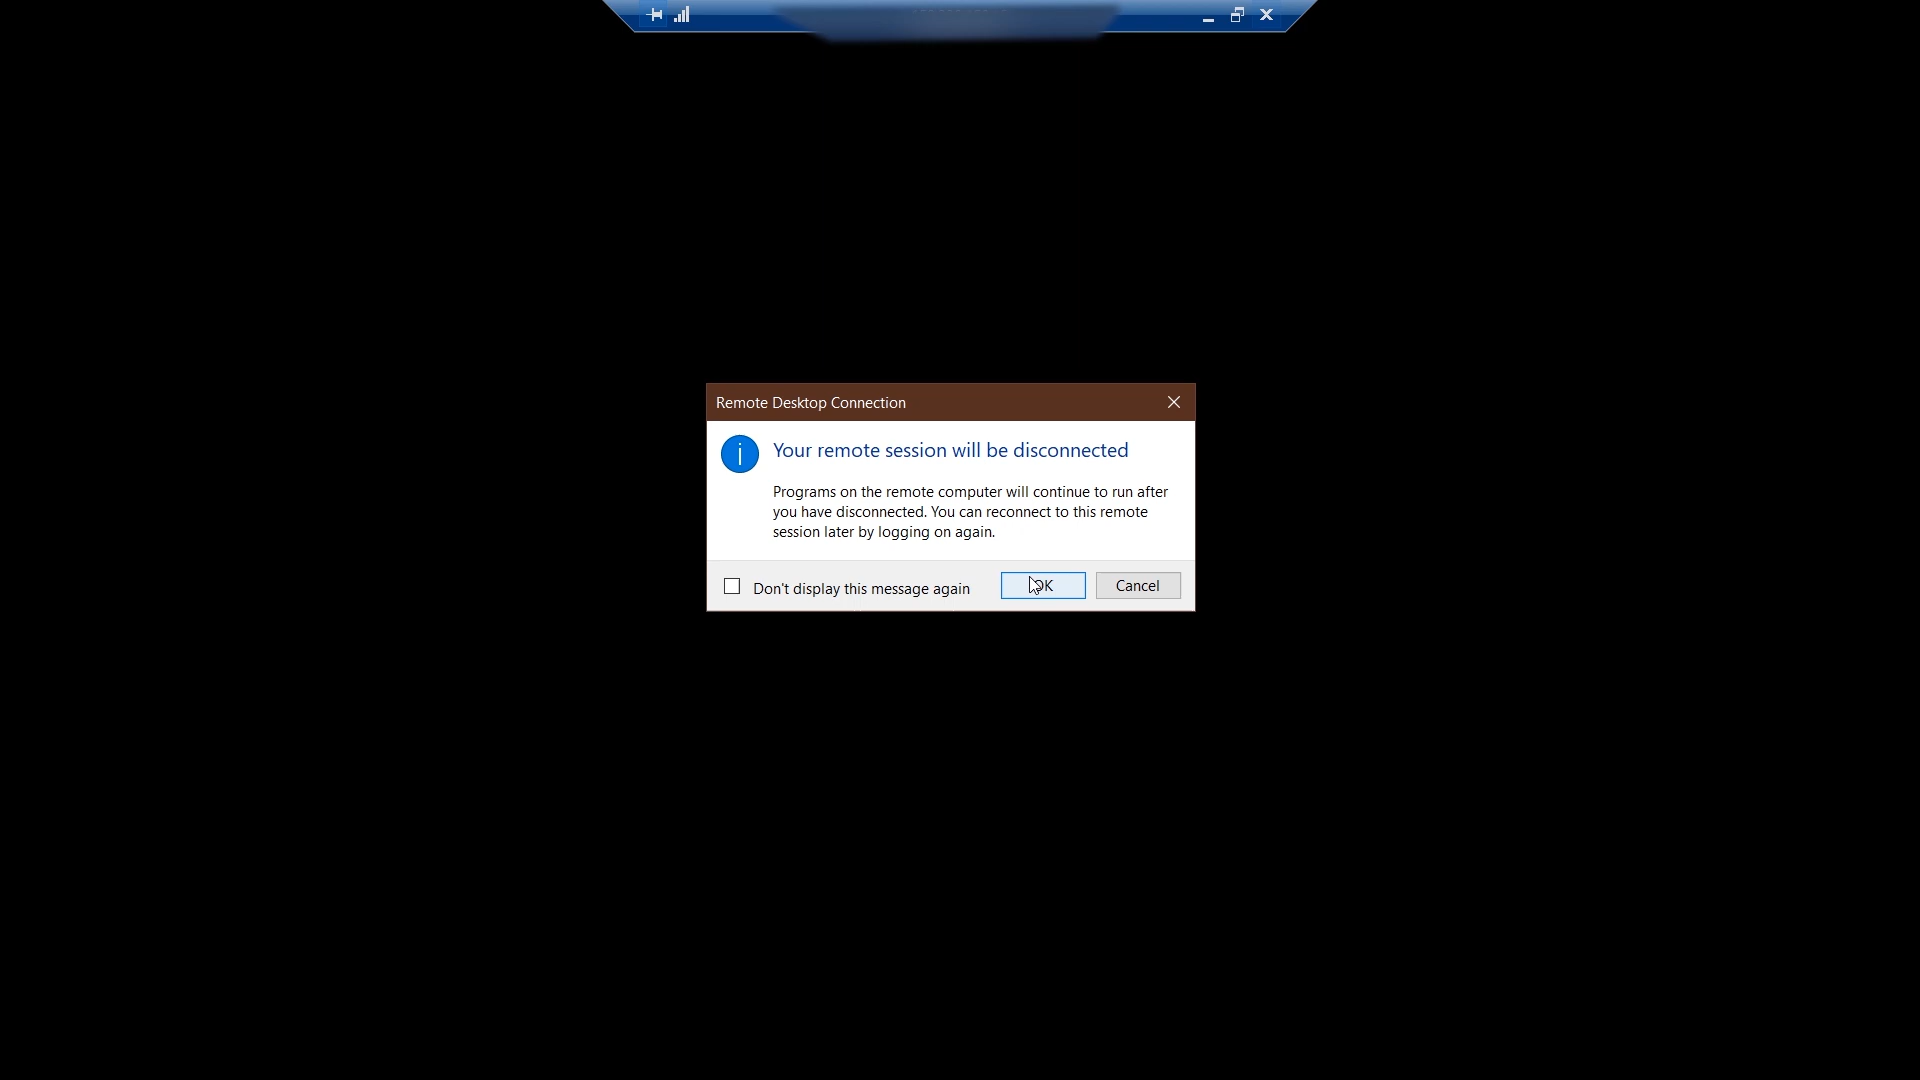 Remote Desktop Connection
Your remote session will be disconnected
Programs on the remote computer will continue to run after
you have disconnected. You can reconnect to this remote
session later by logging on again.
Don't display this message again
OK
Cancel